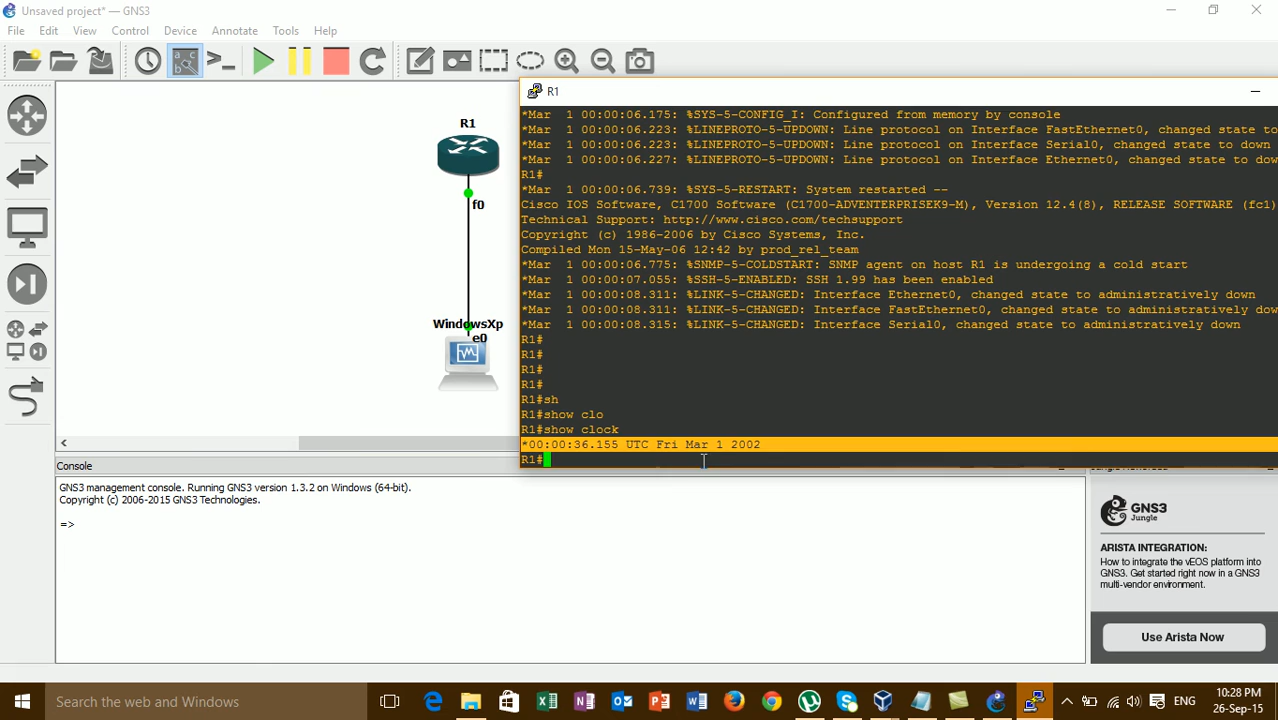 Unsaved project* — GNS3
File Edit View Control Device Annotate Tools Help
R1
f0
WindowsXp
e0
R1
*Mar  1 00:00:06.175: %SYS-5-CONFIG_I: Configured from memory by console
*Mar  1 00:00:06.223: %LINEPROTO-5-UPDOWN: Line protocol on Interface FastEthernet0, changed state to
*Mar  1 00:00:06.223: %LINEPROTO-5-UPDOWN: Line protocol on Interface Serial0, changed state to down
*Mar  1 00:00:06.227: %LINEPROTO-5-UPDOWN: Line protocol on Interface Ethernet0, changed state to dow
R1#
*Mar  1 00:00:06.739: %SYS-5-RESTART: System restarted --
Cisco IOS Software, C1700 Software (C1700-ADVENTERPRISEK9-M), Version 12.4(8), RELEASE SOFTWARE (fc1)
Technical Support: http://www.cisco.com/techsupport
Copyright (c) 1986-2006 by Cisco Systems, Inc.
Compiled Mon 15-May-06 12:42 by prod_rel_team
*Mar  1 00:00:06.775: %SNMP-5-COLDSTART: SNMP agent on host R1 is undergoing a cold start
*Mar  1 00:00:07.055: %SSH-5-ENABLED: SSH 1.99 has been enabled
*Mar  1 00:00:08.311: %LINK-5-CHANGED: Interface Ethernet0, changed state to administratively down
*Mar  1 00:00:08.311: %LINK-5-CHANGED: Interface FastEthernet0, changed state to administratively dow
*Mar  1 00:00:08.315: %LINK-5-CHANGED: Interface Serial0, changed state to administratively down
R1#
R1#
R1#
R1#
R1#sh
R1#show clo
R1#show clock
*00:00:36.155 UTC Fri Mar 1 2002
R1#
Console
GNS3 management console. Running GNS3 version 1.3.2 on Windows (64-bit).
Copyright (c) 2006-2015 GNS3 Technologies.
=>
GNS3
Jungle
ARISTA INTEGRATION:
How to integrate the vEOS platform into
GNS3. Get started right now in a GNS3
multi-vendor environment.
Use Arista Now
Search the web and Windows
ENG
10:28 PM
26-Sep-15